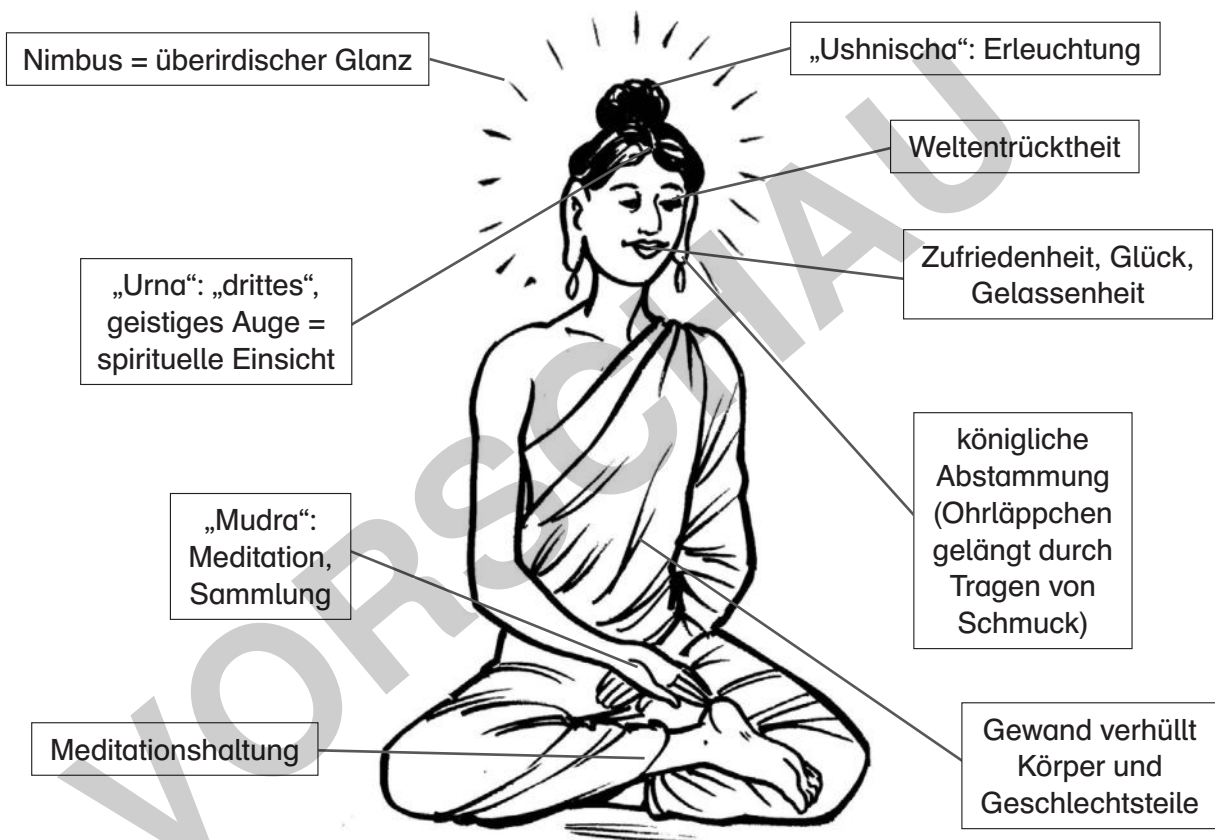 Nimbus = überirdischer Glanz
„Ushnischa“: Erleuchtung
Weltentrücktheit
Zufriedenheit, Glück,
Gelassenheit
„Urna“: „drittes“,
geistiges Auge =
spirituelle Einsicht
königliche
Abstammung
(Ohrläppchen
gelängt durch
Tragen von
Schmuck)
„Mudra“:
Meditation,
Sammlung
Meditationshaltung
Gewand verhüllt
Körper und
Geschlechtsteile
VORSCHAU